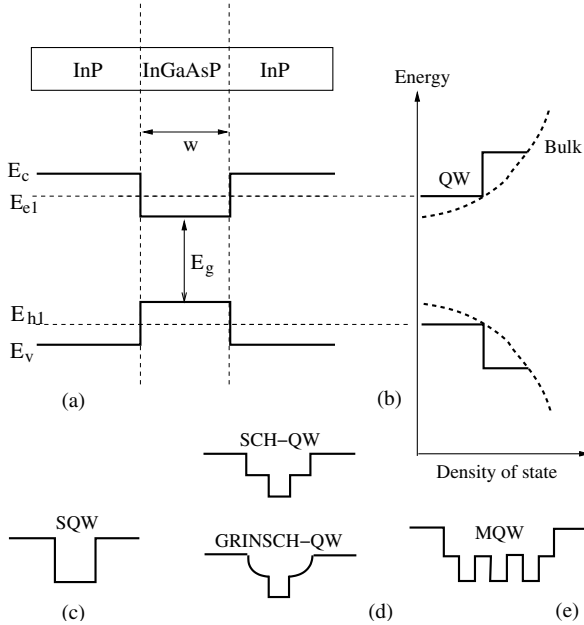 InP InGaAsP InP
w
E_c
E_e1
E_g
E_h1
E_v
(a)
Energy
QW
Bulk
(b)
Density of state
SCH–QW
SQW
GRINSCH–QW
MQW
(c)
(d)
(e)